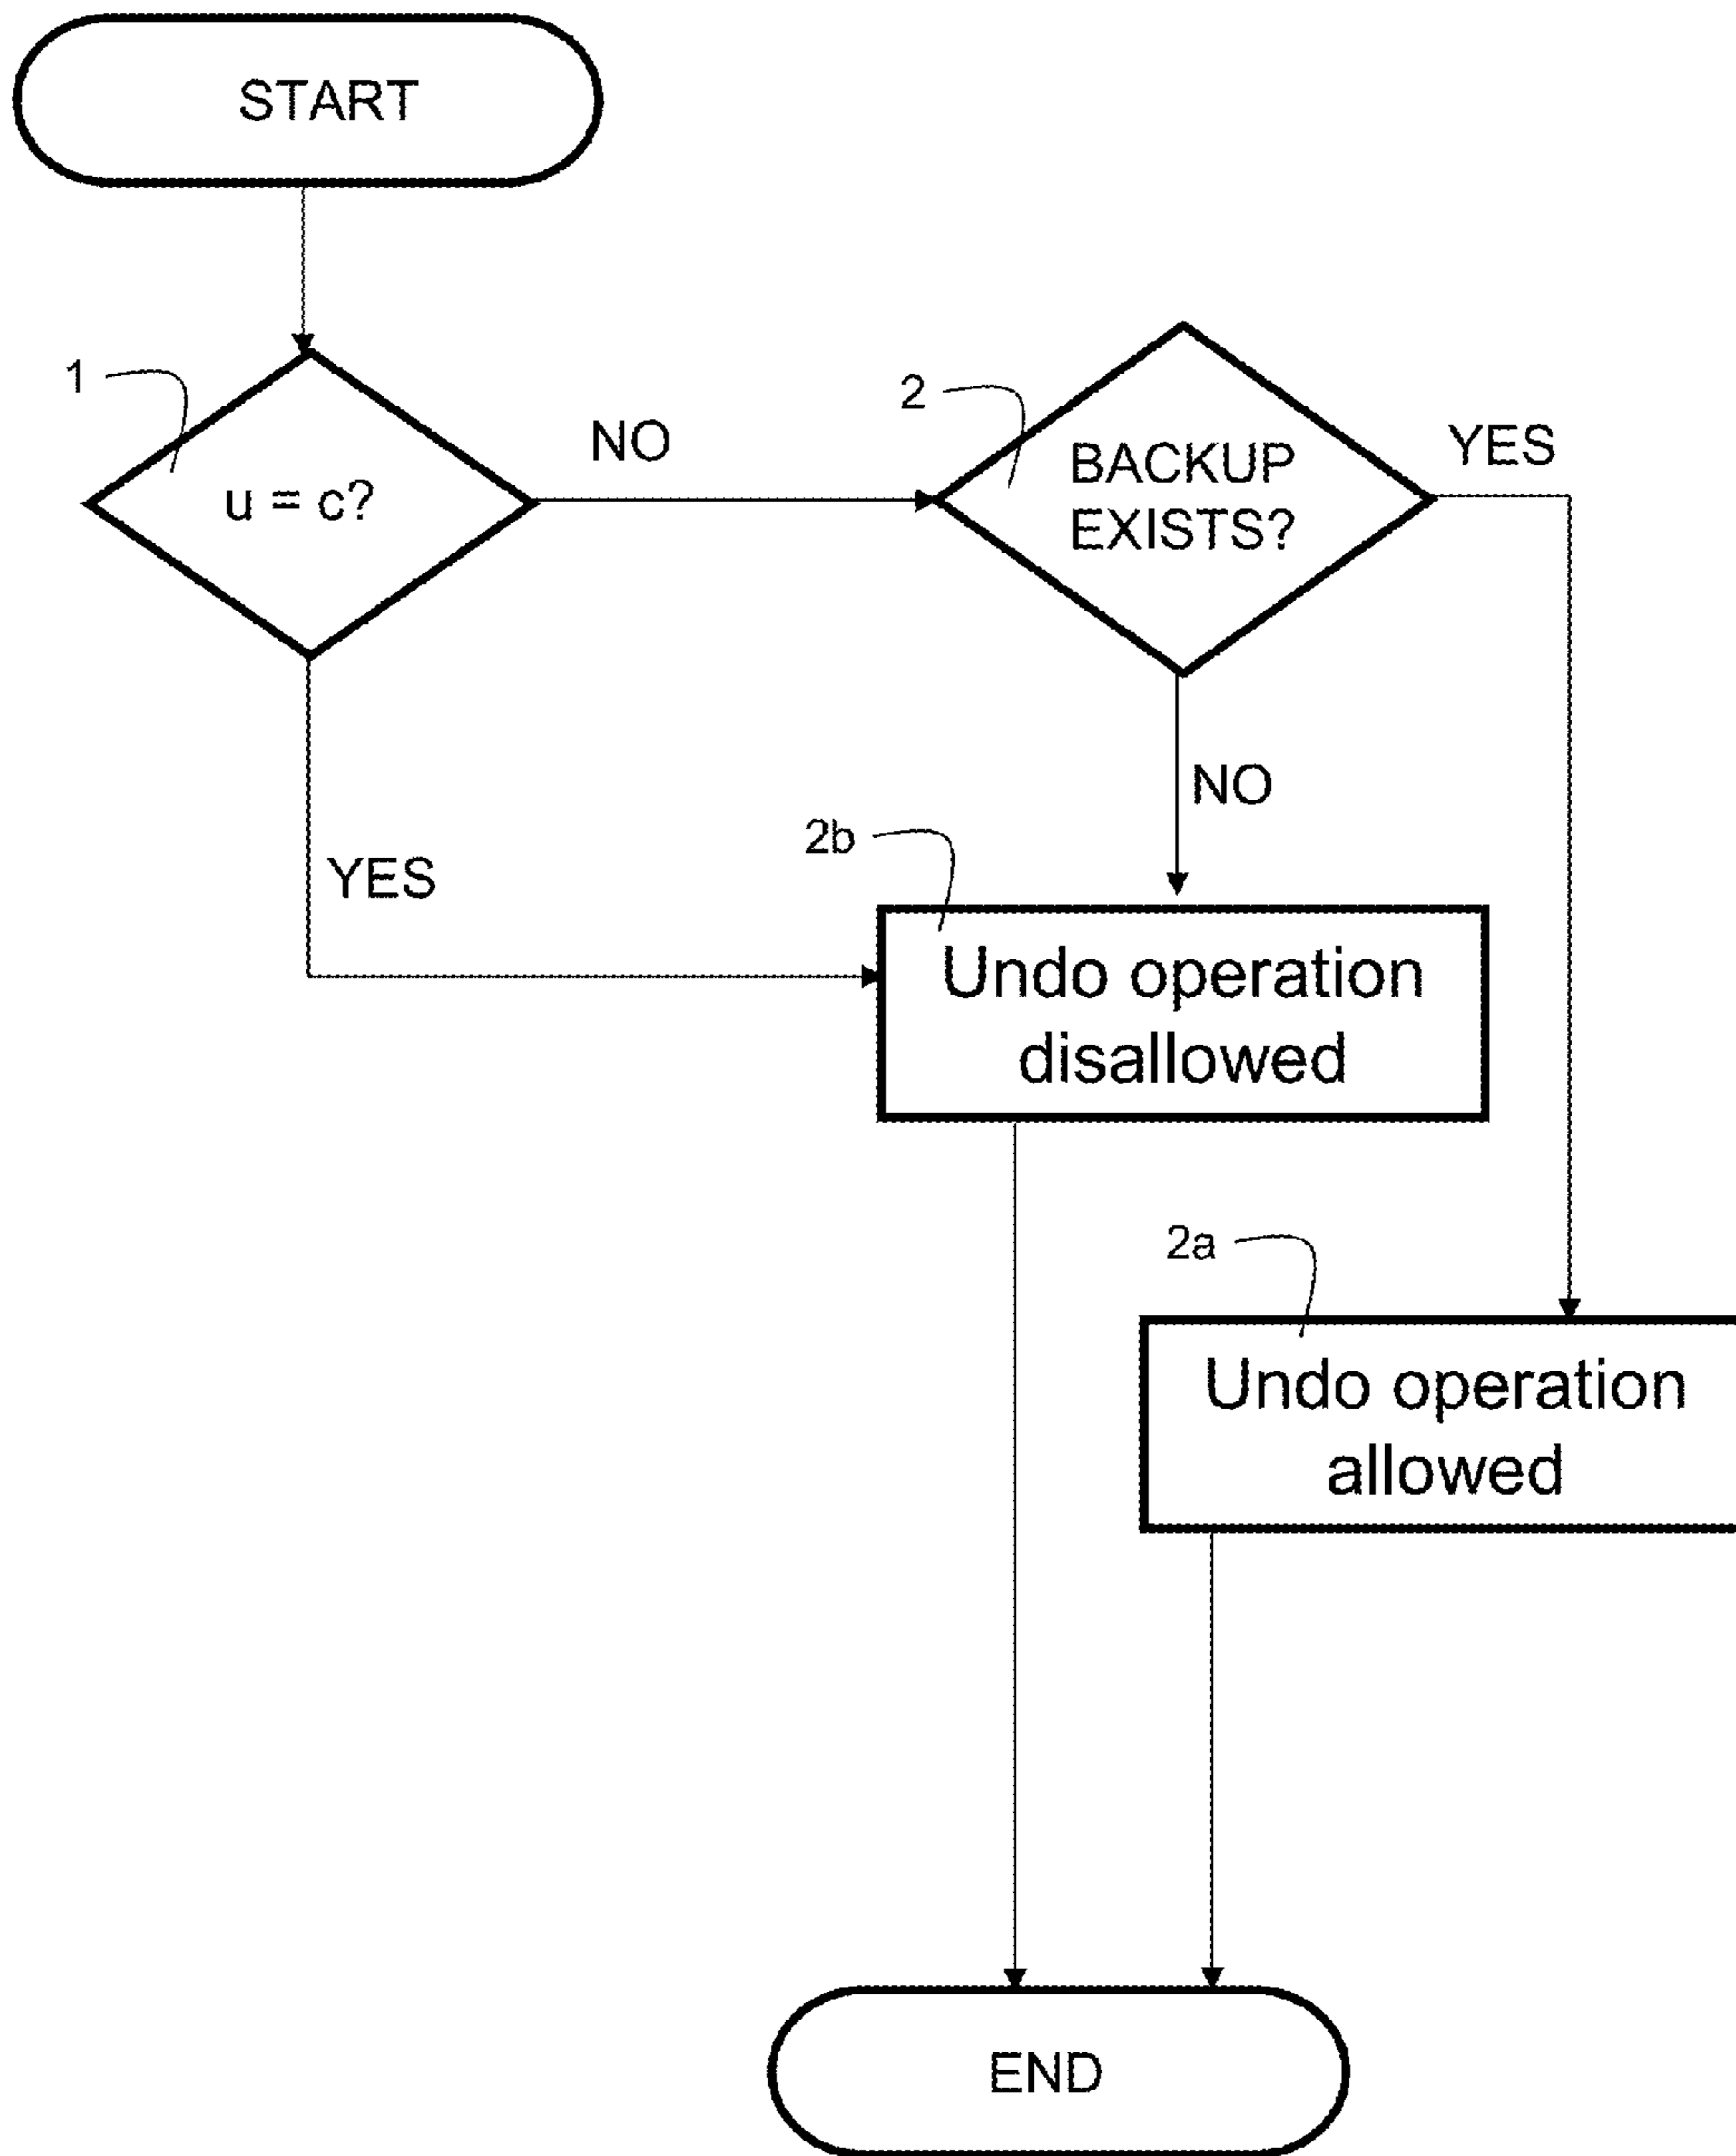 START
1
u = c?
NO
2
BACKUP
EXISTS?
YES
NO
YES
2b
Undo operation
disallowed
2a
Undo operation
allowed
END